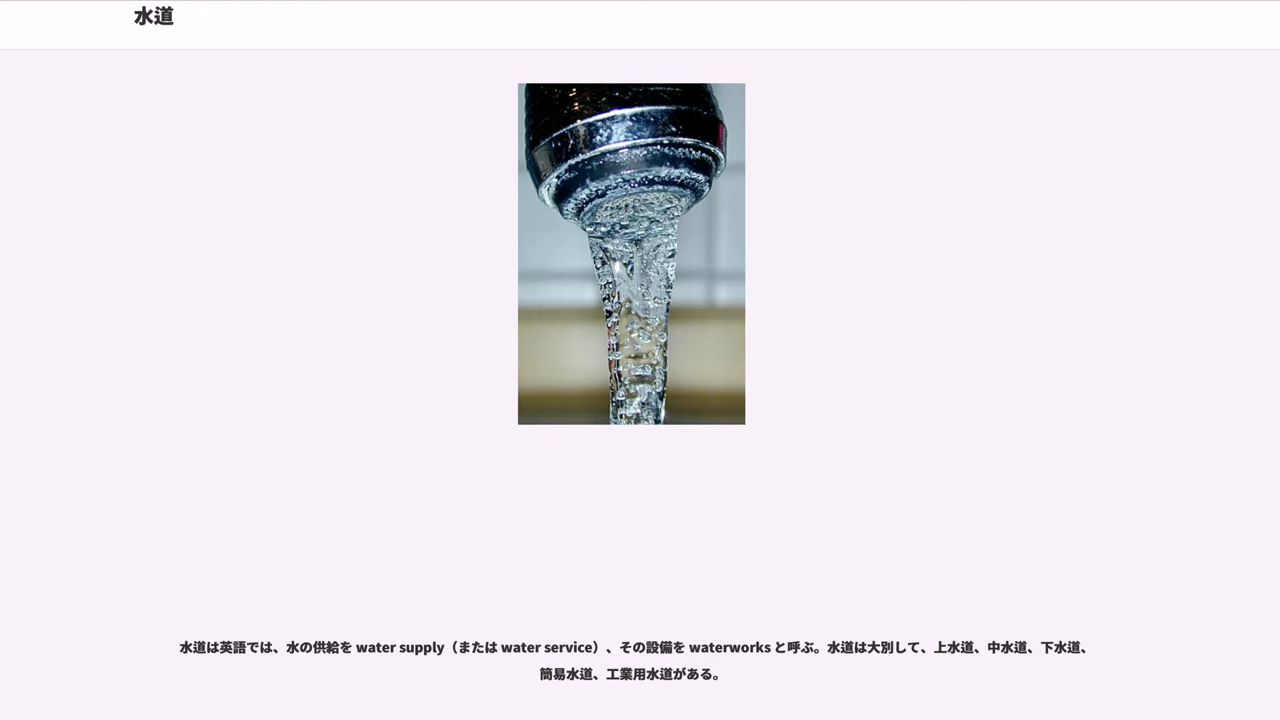 水道
水道は英語では、水の供給を water supply（または water service）、その設備を waterworks と呼ぶ。水道は大別して、上水道、中水道、下水道、
簡易水道、工業用水道がある。